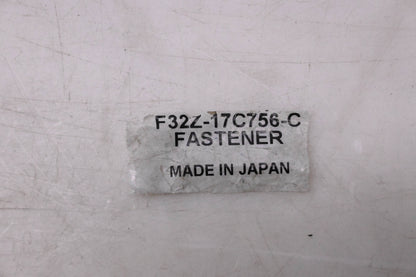 F32Z-17C756-C
FASTENER
MADE IN JAPAN